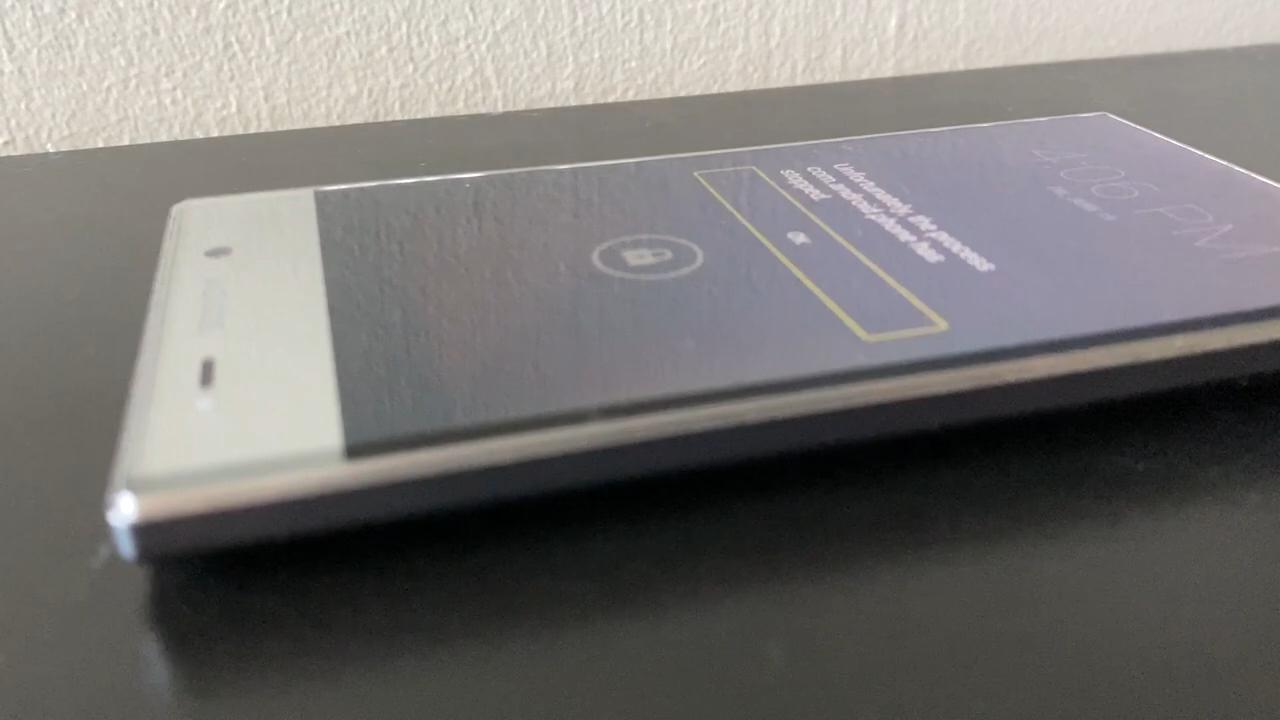 4:06 PM
Unfortunately, the process
com.android.phone has
stopped.
OK